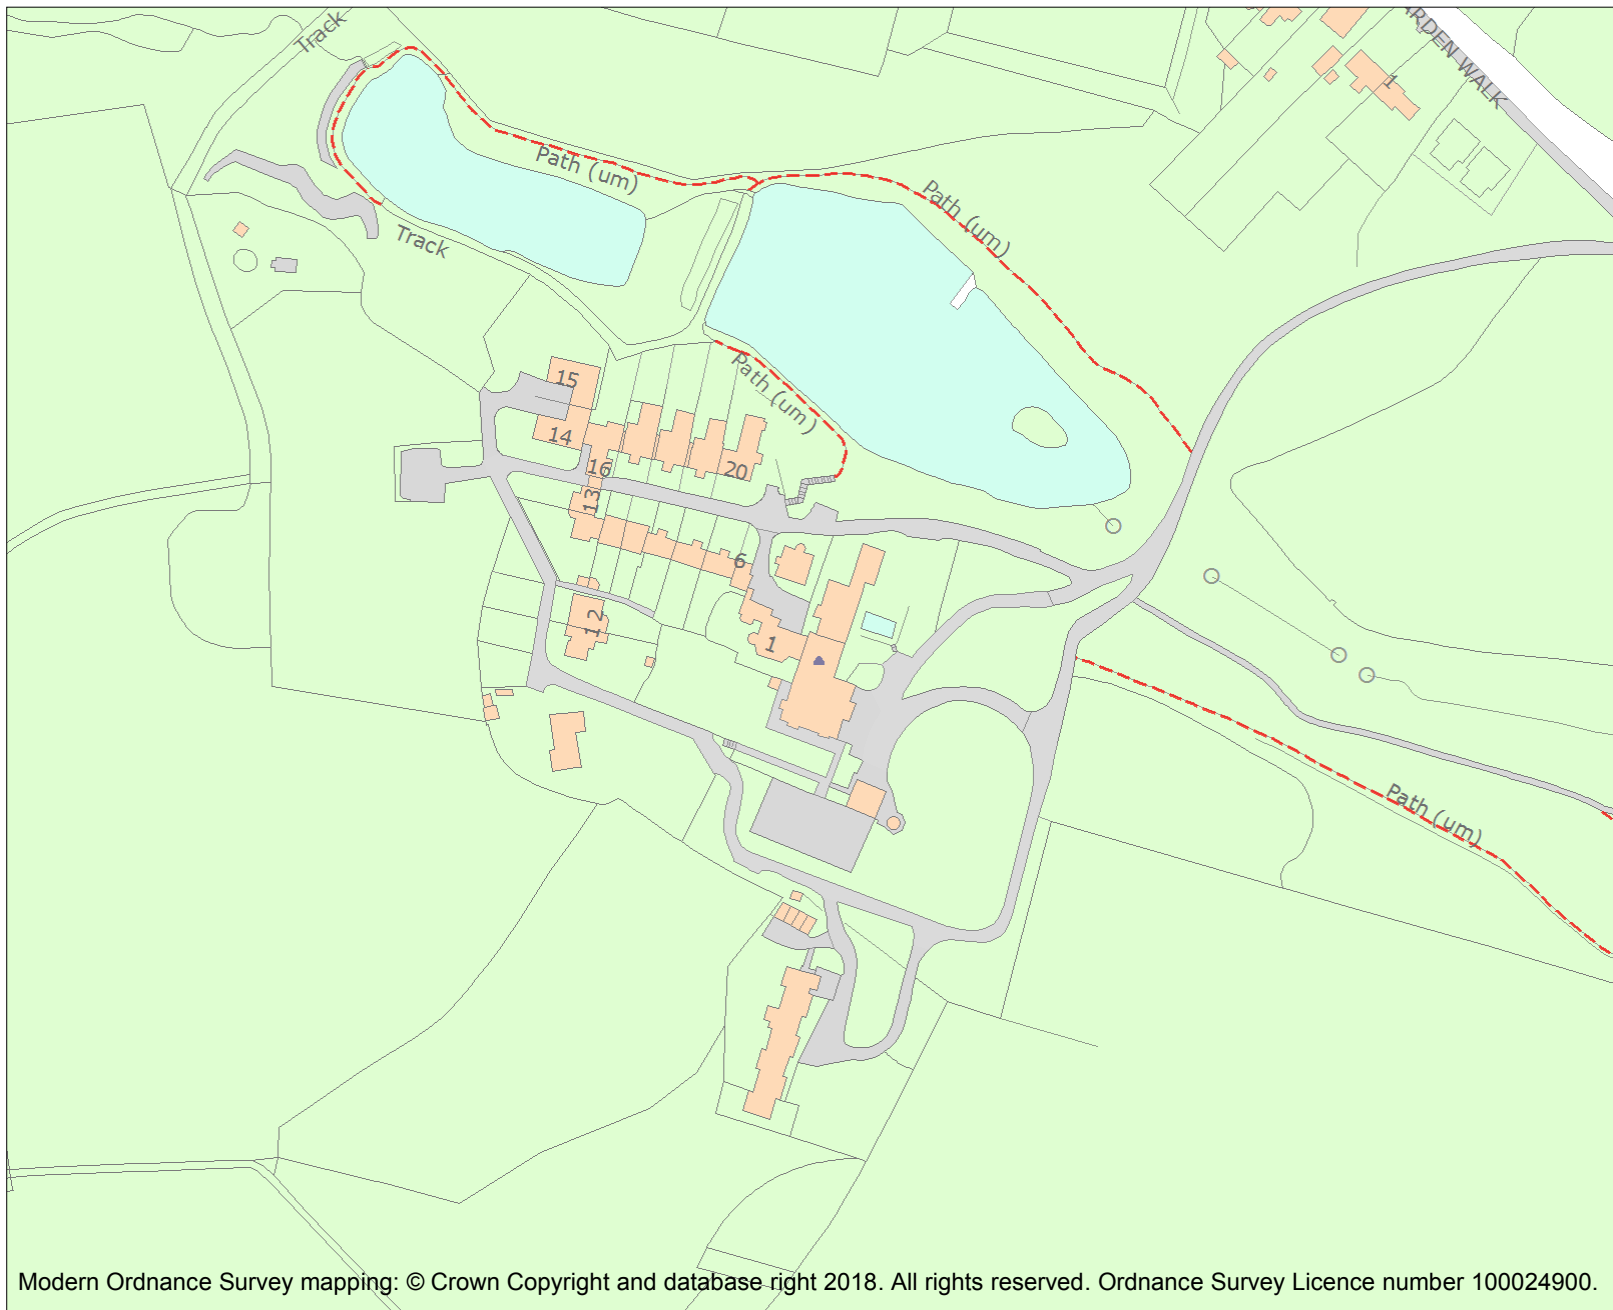 Track
ARDEN WALK
1
Path (um)
Path (um)
Track
Path (um)
15
14
16
20
13
6
12
1
Path (um)
Modern Ordnance Survey mapping: © Crown Copyright and database right 2018. All rights reserved. Ordnance Survey Licence number 100024900.